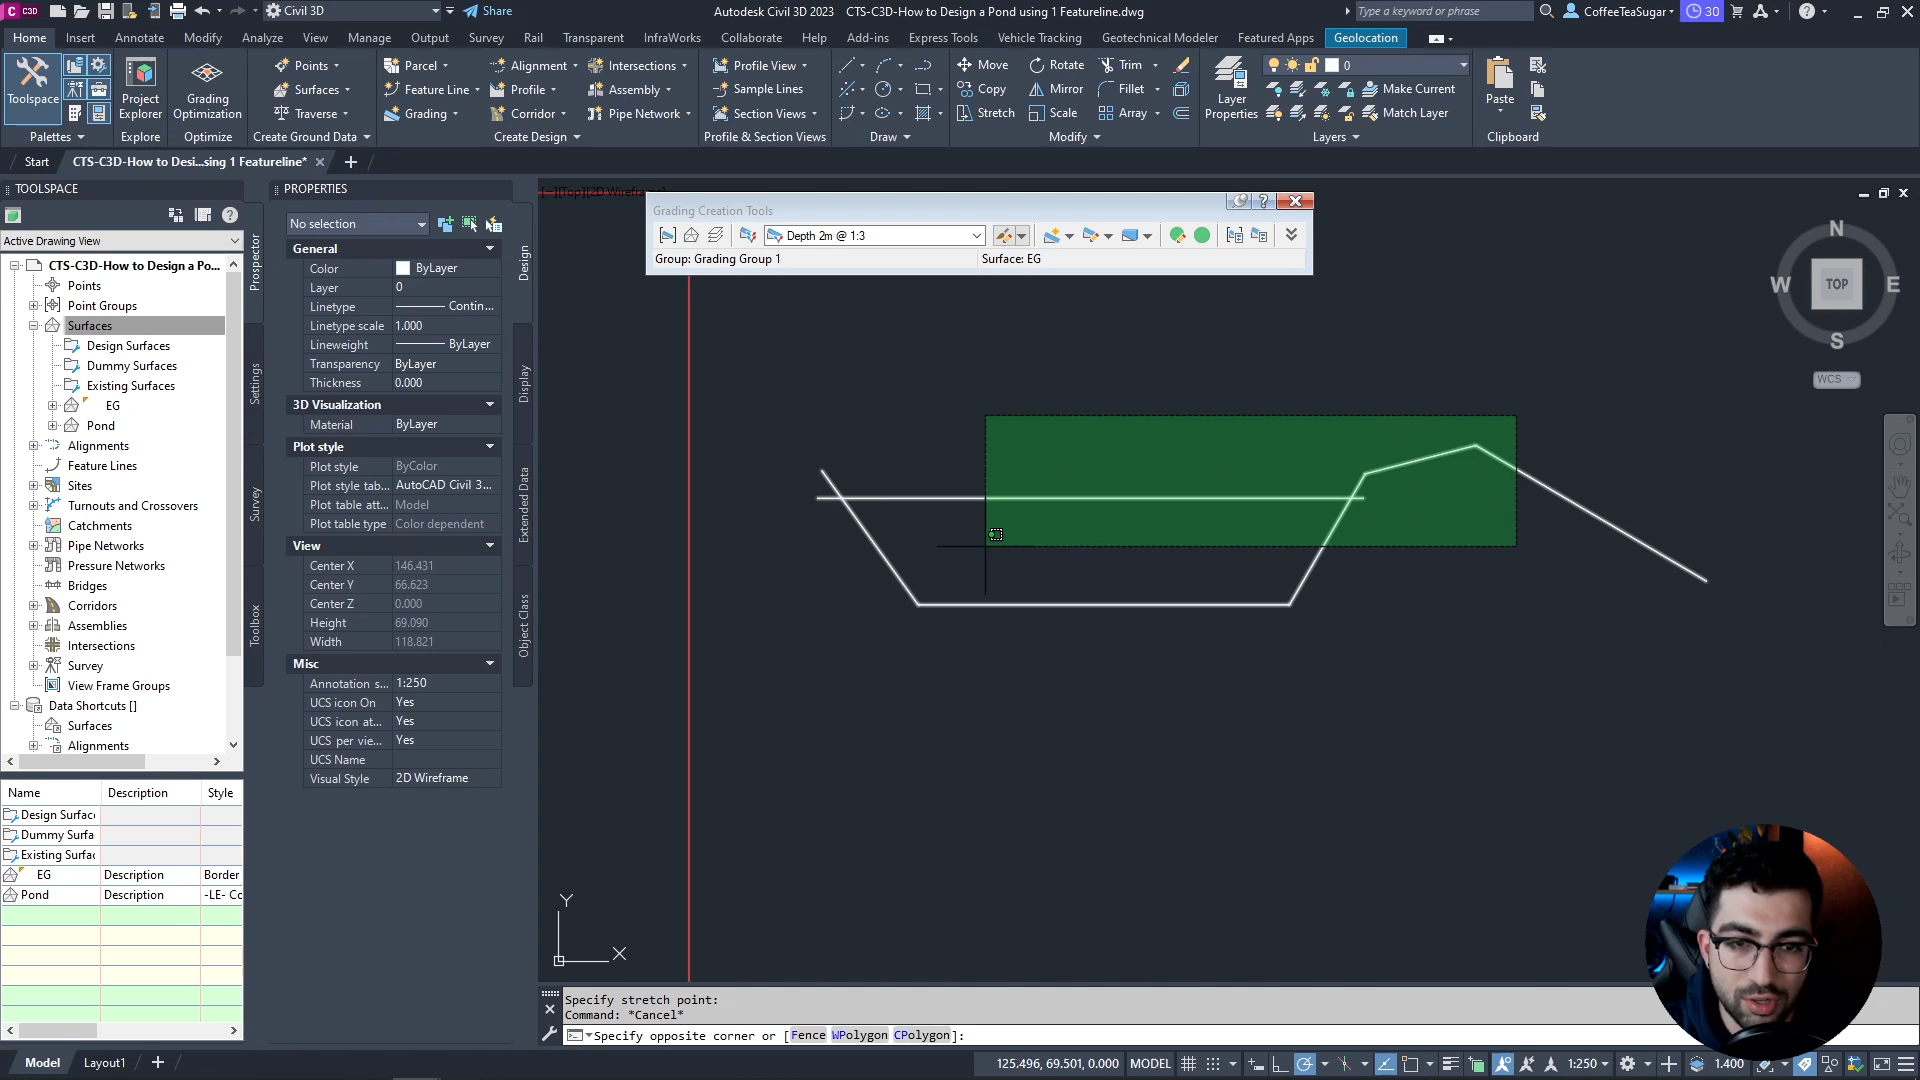 C3D
Civil 3D
Share
Autodesk Civil 3D 2023
CTS-C3D-How to Design a Pond using 1 Featureline.dwg
Type a keyword or phrase
CoffeeTeaSugar
30
Home
Insert
Annotate
Modify
Analyze
View
Manage
Output
Survey
Rail
Transparent
InfraWorks
Collaborate
Help
Add-ins
Express Tools
Vehicle Tracking
Geotechnical Modeler
Featured Apps
Geolocation
Toolspace
Project Explorer
Grading Optimization
Points
Surfaces
Traverse
Parcel
Feature Line
Grading
Alignment
Profile
Corridor
Intersections
Assembly
Pipe Network
Profile View
Sample Lines
Section Views
Move
Copy
Stretch
Rotate
Mirror
Scale
Trim
Fillet
Array
Layer Properties
0
Make Current
Match Layer
Paste
Palettes
Explore
Optimize
Create Ground Data
Create Design
Profile & Section Views
Draw
Modify
Layers
Clipboard
Start
CTS-C3D-How to Desi...sing 1 Featureline*
TOOLSPACE
Active Drawing View
CTS-C3D-How to Design a Po...
Points
Point Groups
Surfaces
Design Surfaces
Dummy Surfaces
Existing Surfaces
EG
Pond
Alignments
Feature Lines
Sites
Turnouts and Crossovers
Catchments
Pipe Networks
Pressure Networks
Bridges
Corridors
Assemblies
Intersections
Survey
View Frame Groups
Data Shortcuts []
Surfaces
Alignments
Prospector
Settings
Survey
Toolbox
Name Description Style
Design Surfac
Dummy Surfa
Existing Surfac
EG Description Border
Pond Description -LE- Co
PROPERTIES
No selection
General
Color ByLayer
Layer 0
Linetype Contin...
Linetype scale 1.000
Lineweight ByLayer
Transparency ByLayer
Thickness 0.000
3D Visualization
Material ByLayer
Plot style
Plot style ByColor
Plot style tab... AutoCAD Civil 3...
Plot table att... Model
Plot table type Color dependent
View
Center X 146.431
Center Y 66.623
Center Z 0.000
Height 69.090
Width 118.821
Misc
Annotation s... 1:250
UCS icon On Yes
UCS icon at... Yes
UCS per vie... Yes
UCS Name
Visual Style 2D Wireframe
Design
Display
Extended Data
Object Class
[−][Top][2D Wirefra
Grading Creation Tools
Depth 2m @ 1:3
Group: Grading Group 1
Surface: EG
N
W
TOP
E
S
WCS
Y
X
Specify stretch point:
Command: *Cancel*
Specify opposite corner or [Fence WPolygon CPolygon]:
Model
Layout1
125.496, 69.501, 0.000
MODEL
1:250
1.400